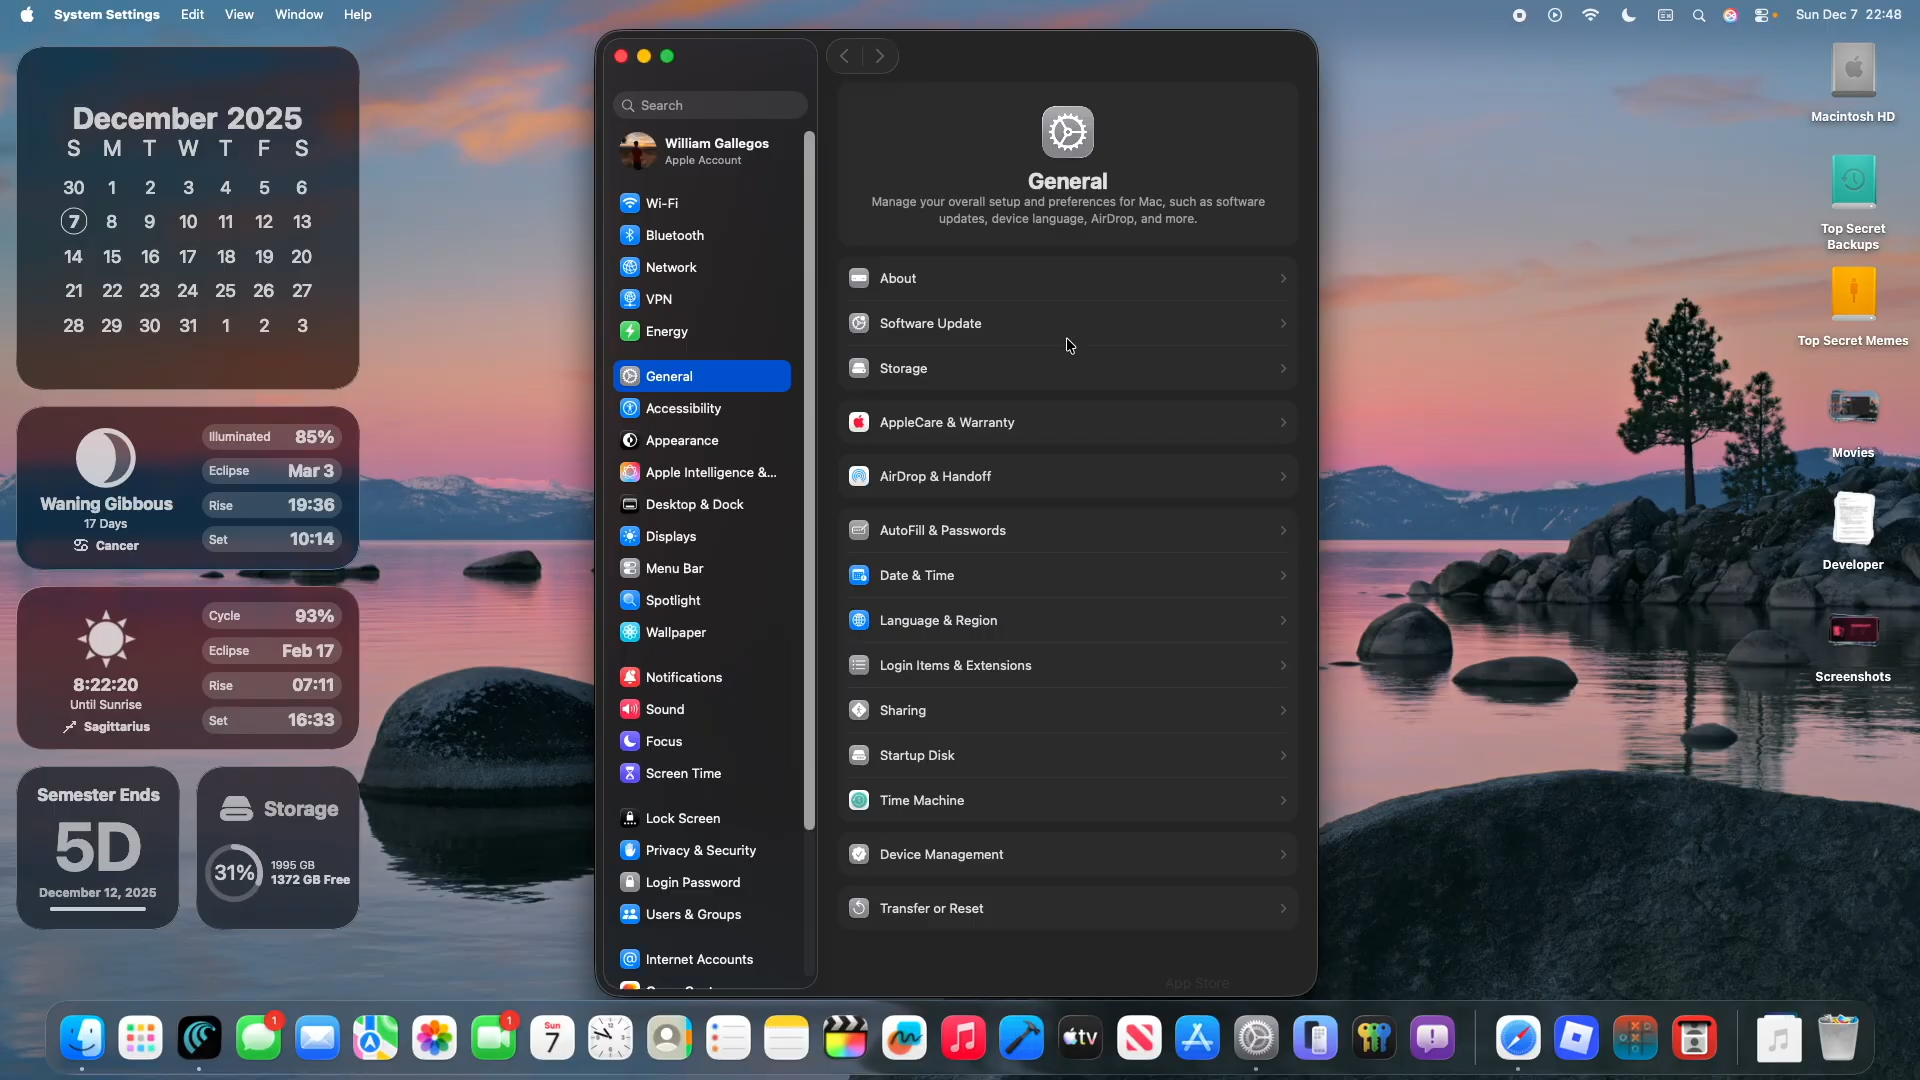 System Settings Edit View Window Help
Sun Dec 7 22:48
December 2025
S M T W T F S
30 1 2 3 4 5 6
7 8 9 10 11 12 13
14 15 16 17 18 19 20
21 22 23 24 25 26 27
28 29 30 31 1 2 3
Waning Gibbous
17 Days
Cancer
Illuminated 85%
Eclipse Mar 3
Rise 19:36
Set 10:14
8:22:20
Until Sunrise
Sagittarius
Cycle 93%
Eclipse Feb 17
Rise 07:11
Set 16:33
Semester Ends
5D
December 12, 2025
Storage
31%
1995 GB
1372 GB Free
Search
William Gallegos
Apple Account
Wi-Fi
Bluetooth
Network
VPN
Energy
General
Accessibility
Appearance
Apple Intelligence &...
Desktop & Dock
Displays
Menu Bar
Spotlight
Wallpaper
Notifications
Sound
Focus
Screen Time
Lock Screen
Privacy & Security
Login Password
Users & Groups
Internet Accounts
General
Manage your overall setup and preferences for Mac, such as software
updates, device language, AirDrop, and more.
About
Software Update
Storage
AppleCare & Warranty
AirDrop & Handoff
AutoFill & Passwords
Date & Time
Language & Region
Login Items & Extensions
Sharing
Startup Disk
Time Machine
Device Management
Transfer or Reset
App Store
Macintosh HD
Top Secret
Backups
Top Secret Memes
Movies
Developer
Screenshots
1
1
Sun
7
tv